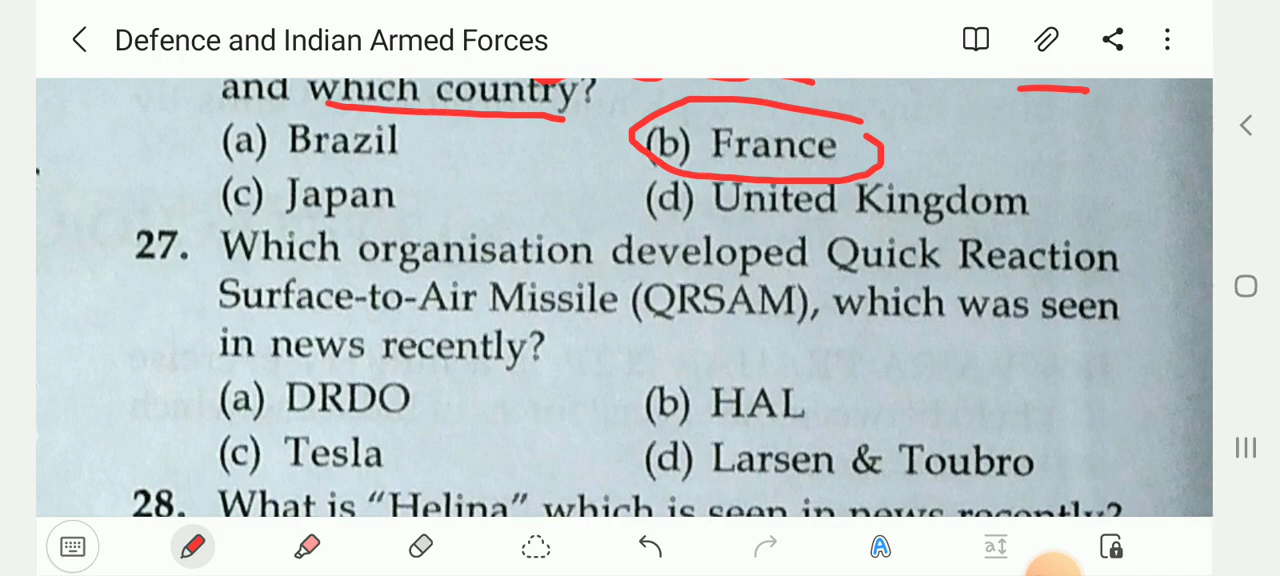 Defence and Indian Armed Forces
and which country?
(a) Brazil (b) France
(c) Japan (d) United Kingdom
27. Which organisation developed Quick Reaction
Surface-to-Air Missile (QRSAM), which was seen
in news recently?
(a) DRDO (b) HAL
(c) Tesla (d) Larsen & Toubro
28. What is "Helina" which is seen in news recently?